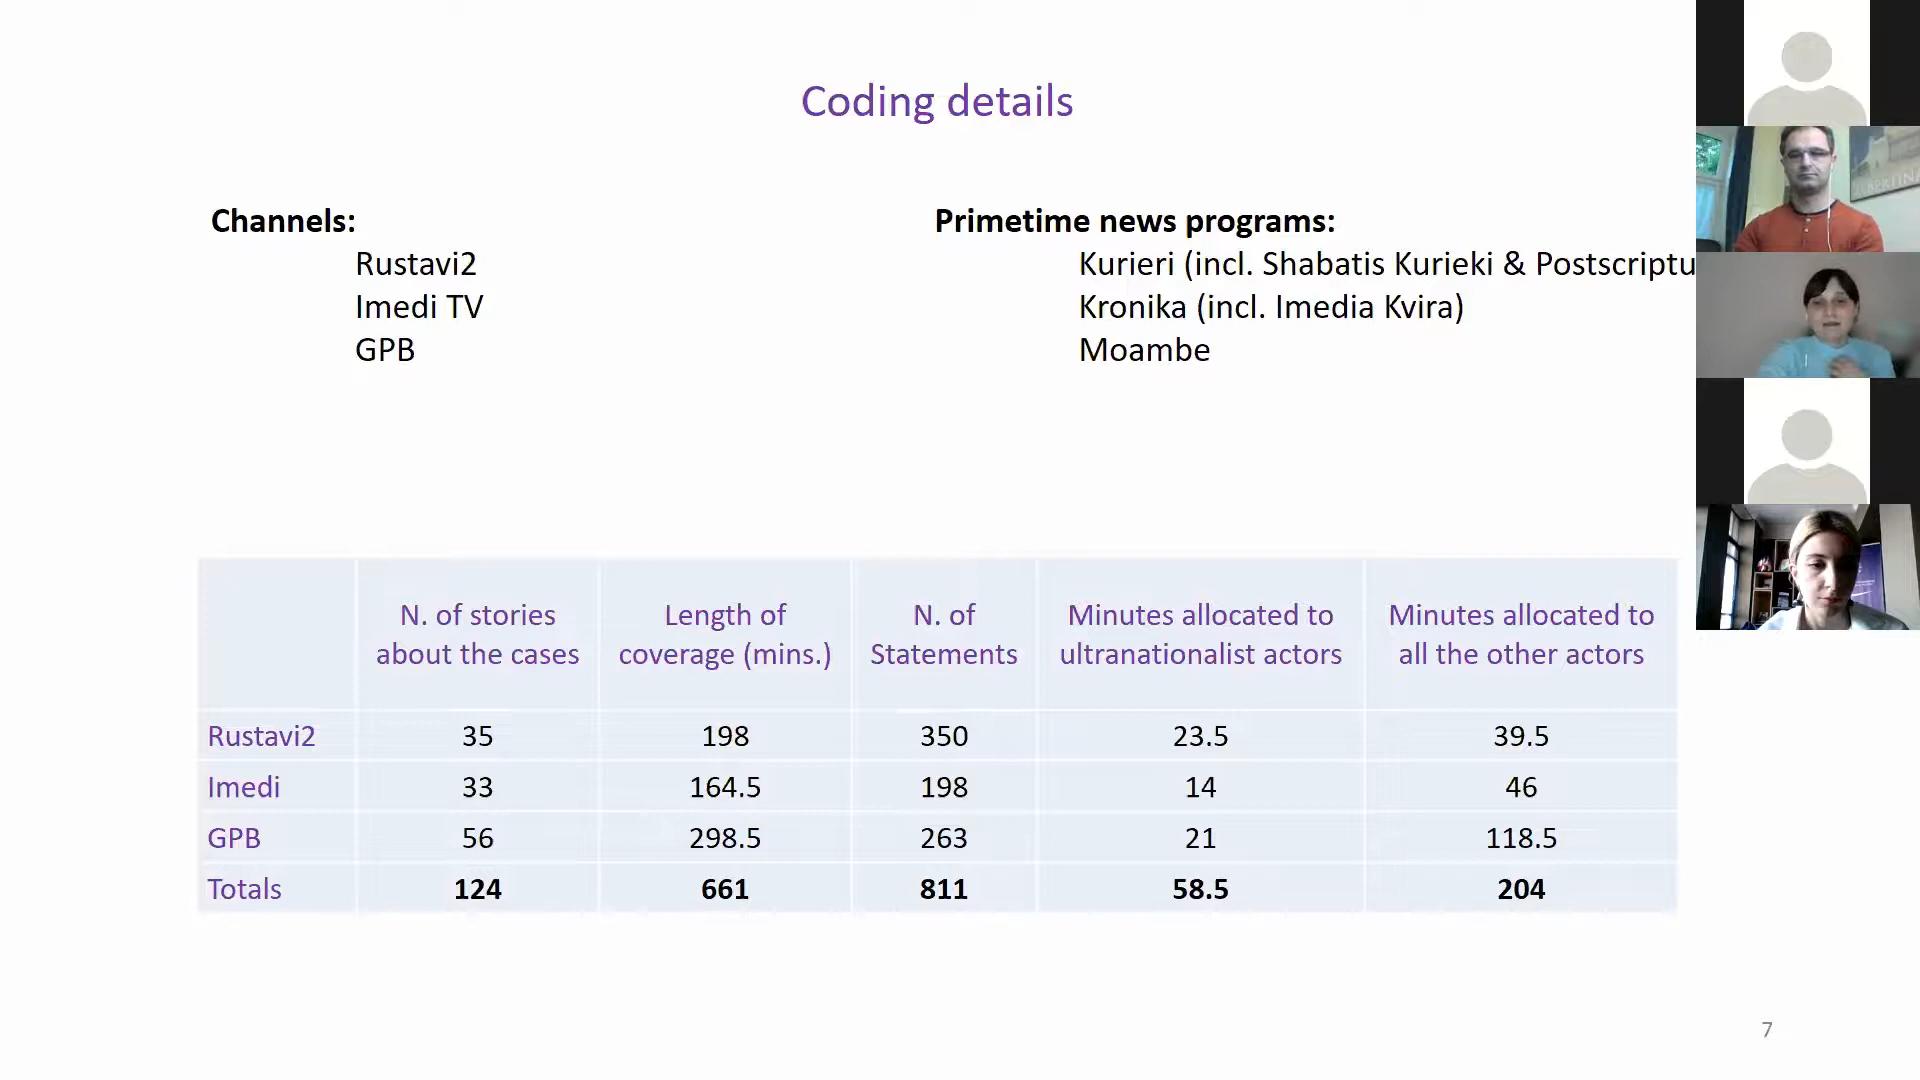 Coding details
Channels:
Rustavi2
Imedi TV
GPB
Primetime news programs:
Kurieri (incl. Shabatis Kurieki & Postscriptu
Kronika (incl. Imedia Kvira)
Moambe
N. of stories about the cases
Length of coverage (mins.)
N. of Statements
Minutes allocated to ultranationalist actors
Minutes allocated to all the other actors
Rustavi2 35 198 350 23.5 39.5
Imedi 33 164.5 198 14 46
GPB 56 298.5 263 21 118.5
Totals 124 661 811 58.5 204
7